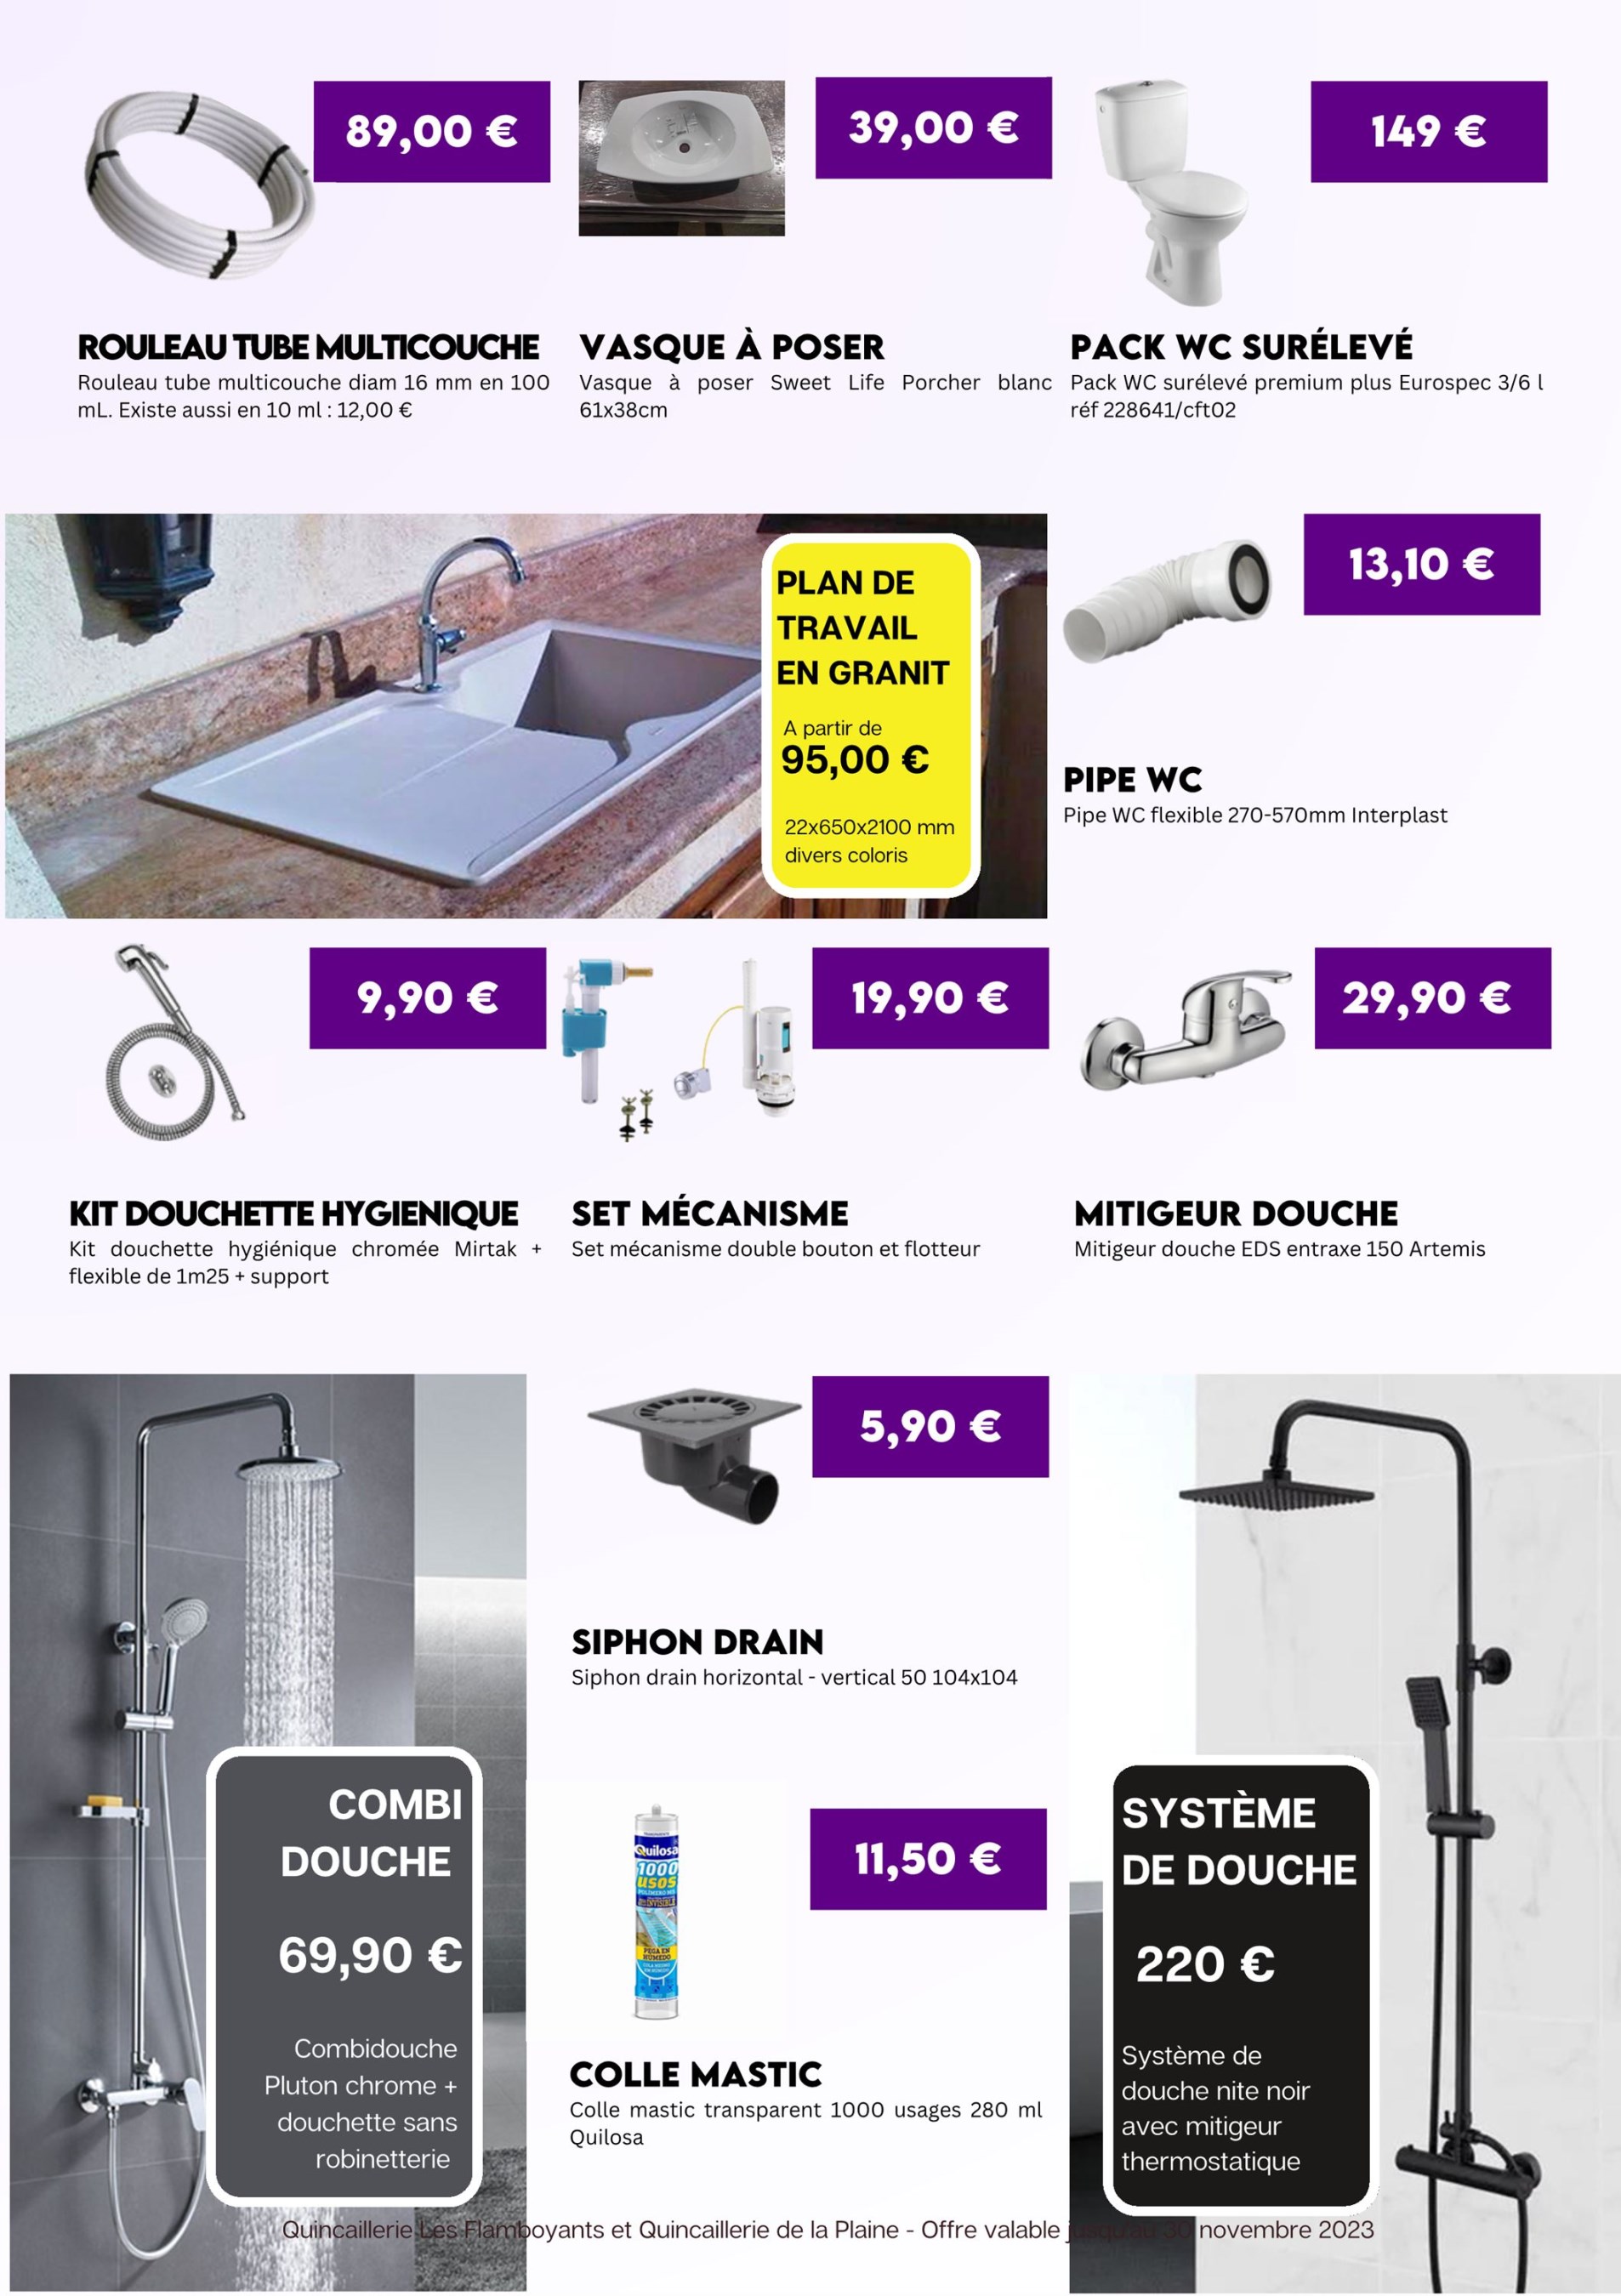 89,00 €
39,00 €
149 €
ROULEAU TUBE MULTICOUCHE
Rouleau tube multicouche diam 16 mm en 100
mL. Existe aussi en 10 ml : 12,00 €
VASQUE À POSER
Vasque à poser Sweet Life Porcher blanc
61x38cm
PACK WC SURÉLEVÉ
Pack WC surélevé premium plus Eurospec 3/6 l
réf 228641/cft02
PLAN DE
TRAVAIL
EN GRANIT
A partir de
95,00 €
22x650x2100 mm
divers coloris
13,10 €
PIPE WC
Pipe WC flexible 270-570mm Interplast
9,90 €
19,90 €
29,90 €
KIT DOUCHETTE HYGIENIQUE
Kit douchette hygiénique chromée Mirtak +
flexible de 1m25 + support
SET MÉCANISME
Set mécanisme double bouton et flotteur
MITIGEUR DOUCHE
Mitigeur douche EDS entraxe 150 Artemis
5,90 €
SIPHON DRAIN
Siphon drain horizontal - vertical 50 104x104
COMBI
DOUCHE
69,90 €
Combidouche
Pluton chrome +
douchette sans
robinetterie
Quilosa
1000
USOS
PEGA EN
HÚMEDO
11,50 €
COLLE MASTIC
Colle mastic transparent 1000 usages 280 ml
Quilosa
SYSTÈME
DE DOUCHE
220 €
Système de
douche nite noir
avec mitigeur
thermostatique
Quincaillerie Les Flamboyants et Quincaillerie de la Plaine - Offre valable jusqu'au 30 novembre 2023